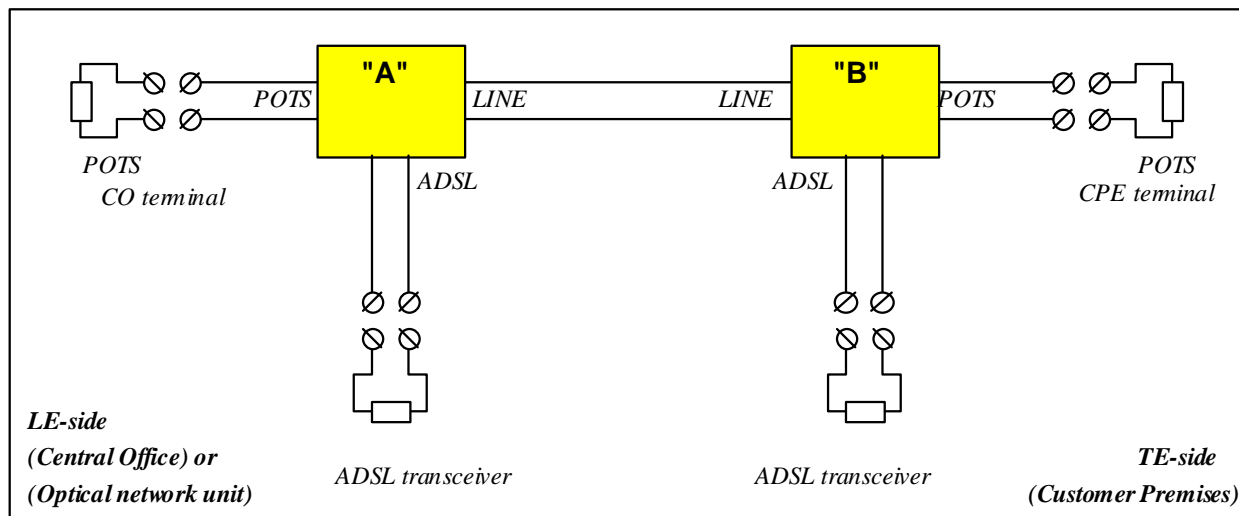 "A"
"B"
POTS
LINE
LINE
POTS
POTS
CO terminal
ADSL
ADSL
POTS
CPE terminal
LE-side
(Central Office) or
(Optical network unit)
ADSL transceiver
ADSL transceiver
TE-side
(Customer Premises)